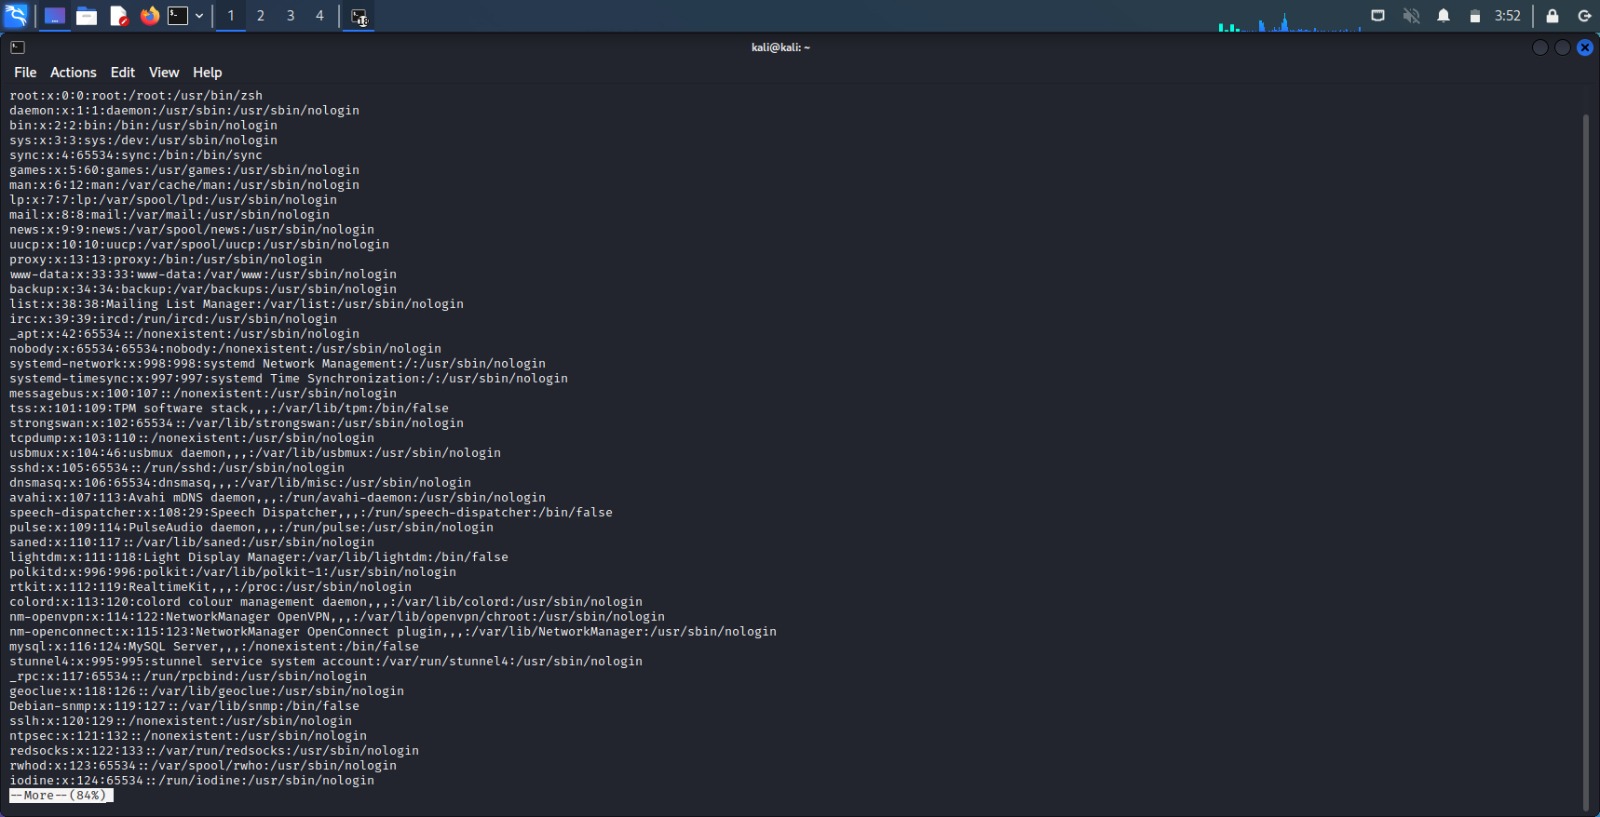 1 2 3 4 3:52
kali@kali: ~
File Actions Edit View Help
root:x:0:0:root:/root:/usr/bin/zsh
daemon:x:1:1:daemon:/usr/sbin:/usr/sbin/nologin
bin:x:2:2:bin:/bin:/usr/sbin/nologin
sys:x:3:3:sys:/dev:/usr/sbin/nologin
sync:x:4:65534:sync:/bin:/bin/sync
games:x:5:60:games:/usr/games:/usr/sbin/nologin
man:x:6:12:man:/var/cache/man:/usr/sbin/nologin
lp:x:7:7:lp:/var/spool/lpd:/usr/sbin/nologin
mail:x:8:8:mail:/var/mail:/usr/sbin/nologin
news:x:9:9:news:/var/spool/news:/usr/sbin/nologin
uucp:x:10:10:uucp:/var/spool/uucp:/usr/sbin/nologin
proxy:x:13:13:proxy:/bin:/usr/sbin/nologin
www-data:x:33:33:www-data:/var/www:/usr/sbin/nologin
backup:x:34:34:backup:/var/backups:/usr/sbin/nologin
list:x:38:38:Mailing List Manager:/var/list:/usr/sbin/nologin
irc:x:39:39:ircd:/run/ircd:/usr/sbin/nologin
_apt:x:42:65534::/nonexistent:/usr/sbin/nologin
nobody:x:65534:65534:nobody:/nonexistent:/usr/sbin/nologin
systemd-network:x:998:998:systemd Network Management:/:/usr/sbin/nologin
systemd-timesync:x:997:997:systemd Time Synchronization:/:/usr/sbin/nologin
messagebus:x:100:107::/nonexistent:/usr/sbin/nologin
tss:x:101:109:TPM software stack,,,:/var/lib/tpm:/bin/false
strongswan:x:102:65534::/var/lib/strongswan:/usr/sbin/nologin
tcpdump:x:103:110::/nonexistent:/usr/sbin/nologin
usbmux:x:104:46:usbmux daemon,,,:/var/lib/usbmux:/usr/sbin/nologin
sshd:x:105:65534::/run/sshd:/usr/sbin/nologin
dnsmasq:x:106:65534:dnsmasq,,,:/var/lib/misc:/usr/sbin/nologin
avahi:x:107:113:Avahi mDNS daemon,,,:/run/avahi-daemon:/usr/sbin/nologin
speech-dispatcher:x:108:29:Speech Dispatcher,,,:/run/speech-dispatcher:/bin/false
pulse:x:109:114:PulseAudio daemon,,,:/run/pulse:/usr/sbin/nologin
saned:x:110:117::/var/lib/saned:/usr/sbin/nologin
lightdm:x:111:118:Light Display Manager:/var/lib/lightdm:/bin/false
polkitd:x:996:996:polkit:/var/lib/polkit-1:/usr/sbin/nologin
rtkit:x:112:119:RealtimeKit,,,:/proc:/usr/sbin/nologin
colord:x:113:120:colord colour management daemon,,,:/var/lib/colord:/usr/sbin/nologin
nm-openvpn:x:114:122:NetworkManager OpenVPN,,,:/var/lib/openvpn/chroot:/usr/sbin/nologin
nm-openconnect:x:115:123:NetworkManager OpenConnect plugin,,,:/var/lib/NetworkManager:/usr/sbin/nologin
mysql:x:116:124:MySQL Server,,,:/nonexistent:/bin/false
stunnel4:x:995:995:stunnel service system account:/var/run/stunnel4:/usr/sbin/nologin
_rpc:x:117:65534::/run/rpcbind:/usr/sbin/nologin
geoclue:x:118:126::/var/lib/geoclue:/usr/sbin/nologin
Debian-snmp:x:119:127::/var/lib/snmp:/bin/false
sslh:x:120:129::/nonexistent:/usr/sbin/nologin
ntpsec:x:121:132::/nonexistent:/usr/sbin/nologin
redsocks:x:122:133::/var/run/redsocks:/usr/sbin/nologin
rwhod:x:123:65534::/var/spool/rwho:/usr/sbin/nologin
iodine:x:124:65534::/run/iodine:/usr/sbin/nologin
--More--(84%)